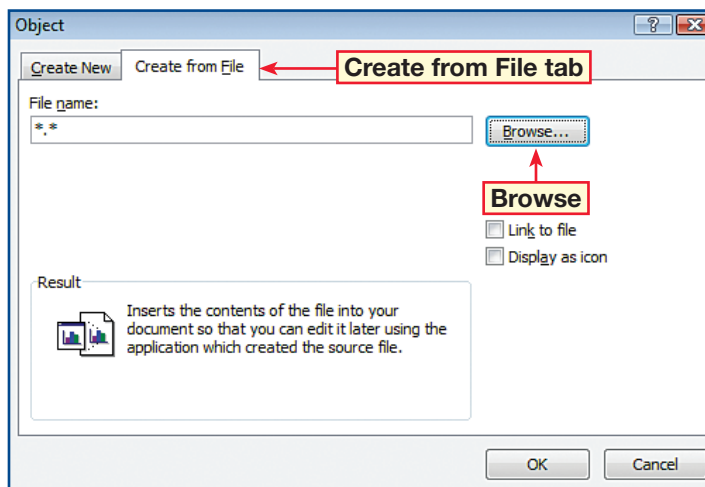 Object
Create New
Create from File
Create from File tab
File name:
*.*
Browse...
Browse
Link to file
Display as icon
Result
Inserts the contents of the file into your
document so that you can edit it later using the
application which created the source file.
OK
Cancel